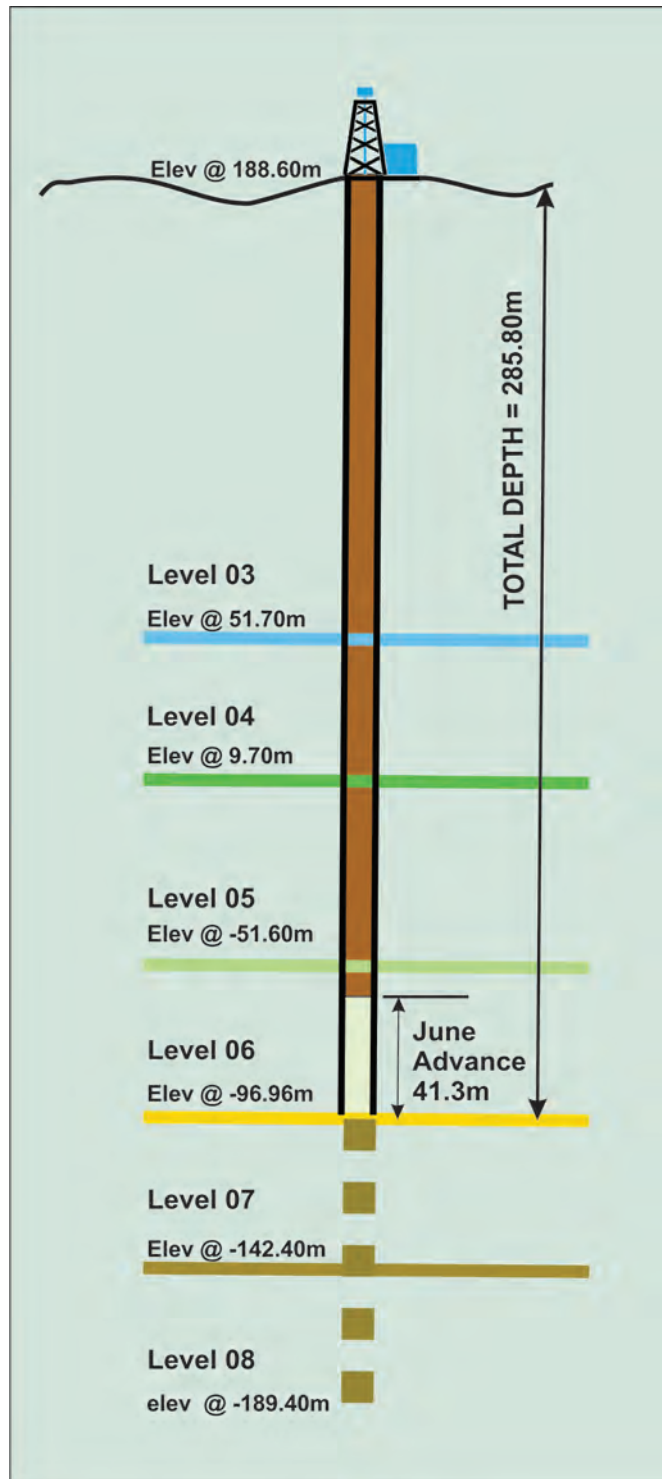 Elev @ 188.60m
TOTAL DEPTH = 285.80m
Level 03
Elev @ 51.70m
Level 04
Elev @ 9.70m
Level 05
Elev @ -51.60m
June
Advance
41.3m
Level 06
Elev @ -96.96m
Level 07
Elev @ -142.40m
Level 08
elev @ -189.40m